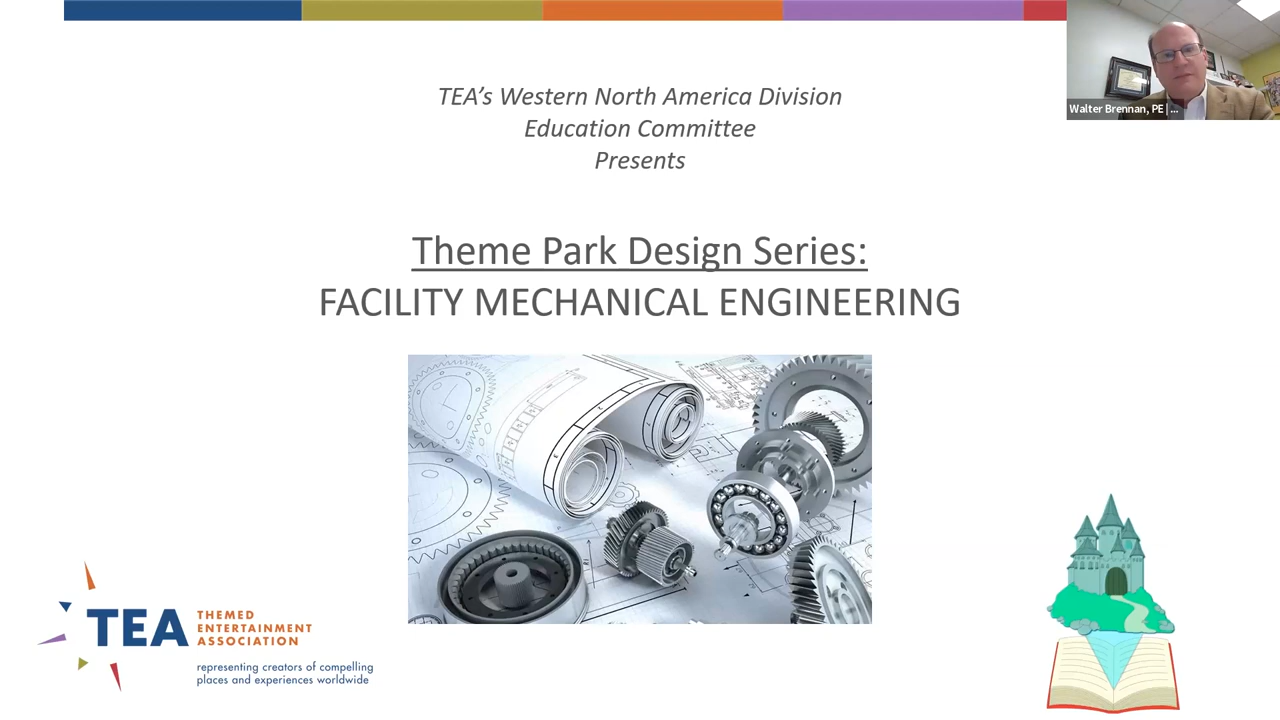 TEA's Western North America Division
Education Committee
Presents
Walter Brennan, PE | ...
Theme Park Design Series:
FACILITY MECHANICAL ENGINEERING
TEA
THEMED
ENTERTAINMENT
ASSOCIATION
representing creators of compelling
places and experiences worldwide